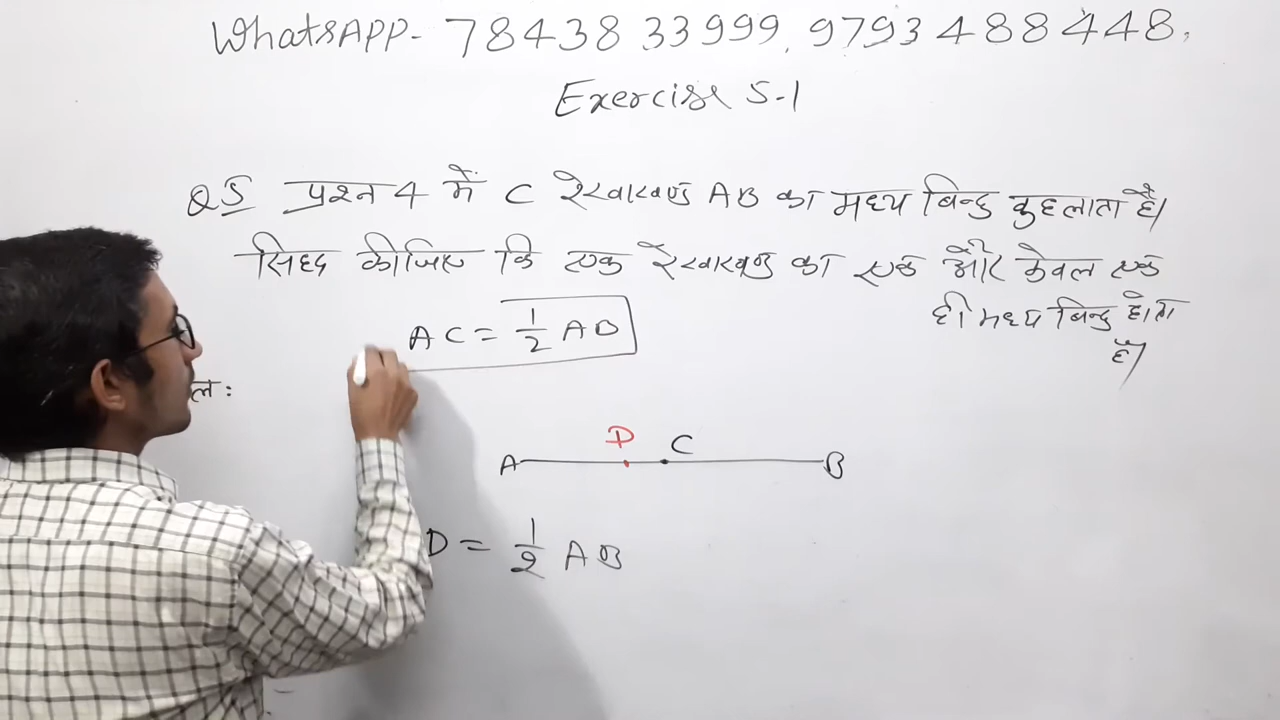 WhatsAPP- 78438 33999, 9793488448,
Exercise 5.1
Q5 प्रश्न 4 में C रेखाखण्ड AB का मध्य बिन्दु कहलाता है।
सिध्द कीजिए कि एक रेखाखण्ड का एक और केवल एक
ही मध्य बिन्दु होता
है।
AC = 1/2 AB
ल:
D C
A B
D = 1/2 AB